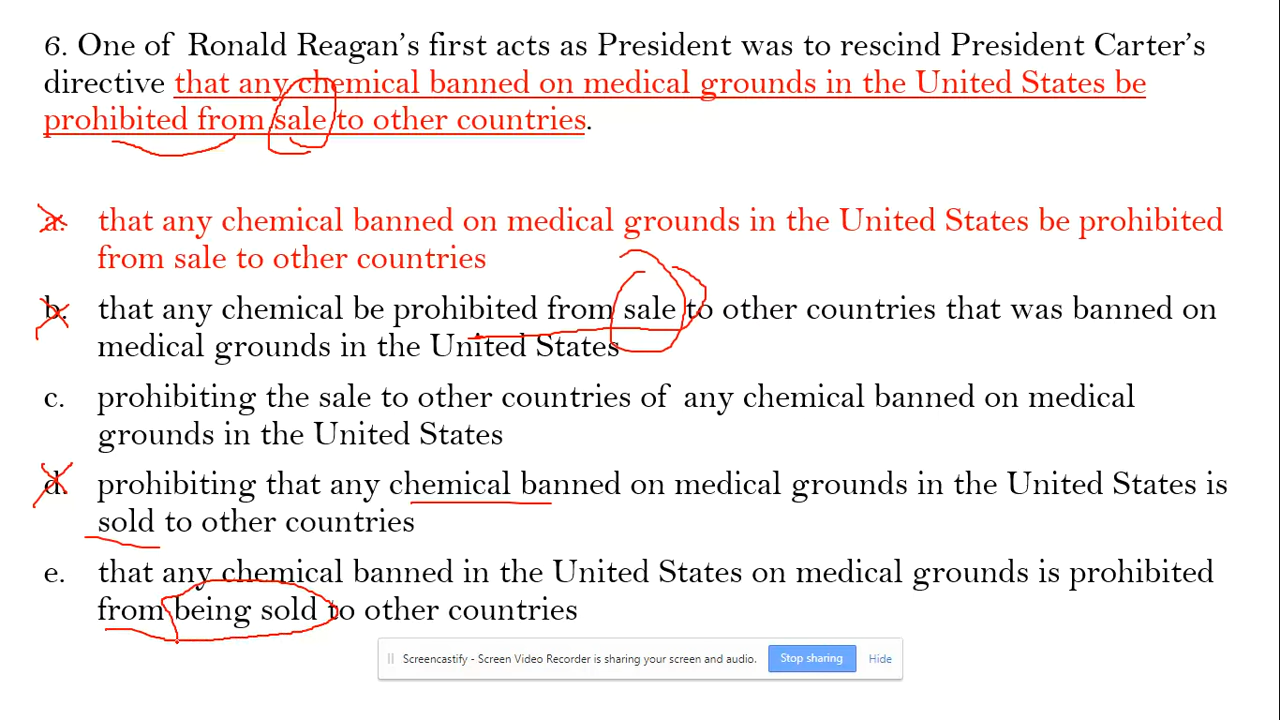 6. One of Ronald Reagan's first acts as President was to rescind President Carter's
directive that any chemical banned on medical grounds in the United States be
prohibited from sale to other countries.
a. that any chemical banned on medical grounds in the United States be prohibited
from sale to other countries
b. that any chemical be prohibited from sale to other countries that was banned on
medical grounds in the United States
c. prohibiting the sale to other countries of any chemical banned on medical
grounds in the United States
d. prohibiting that any chemical banned on medical grounds in the United States is
sold to other countries
e. that any chemical banned in the United States on medical grounds is prohibited
from being sold to other countries
Screencastify - Screen Video Recorder is sharing your screen and audio. Stop sharing Hide